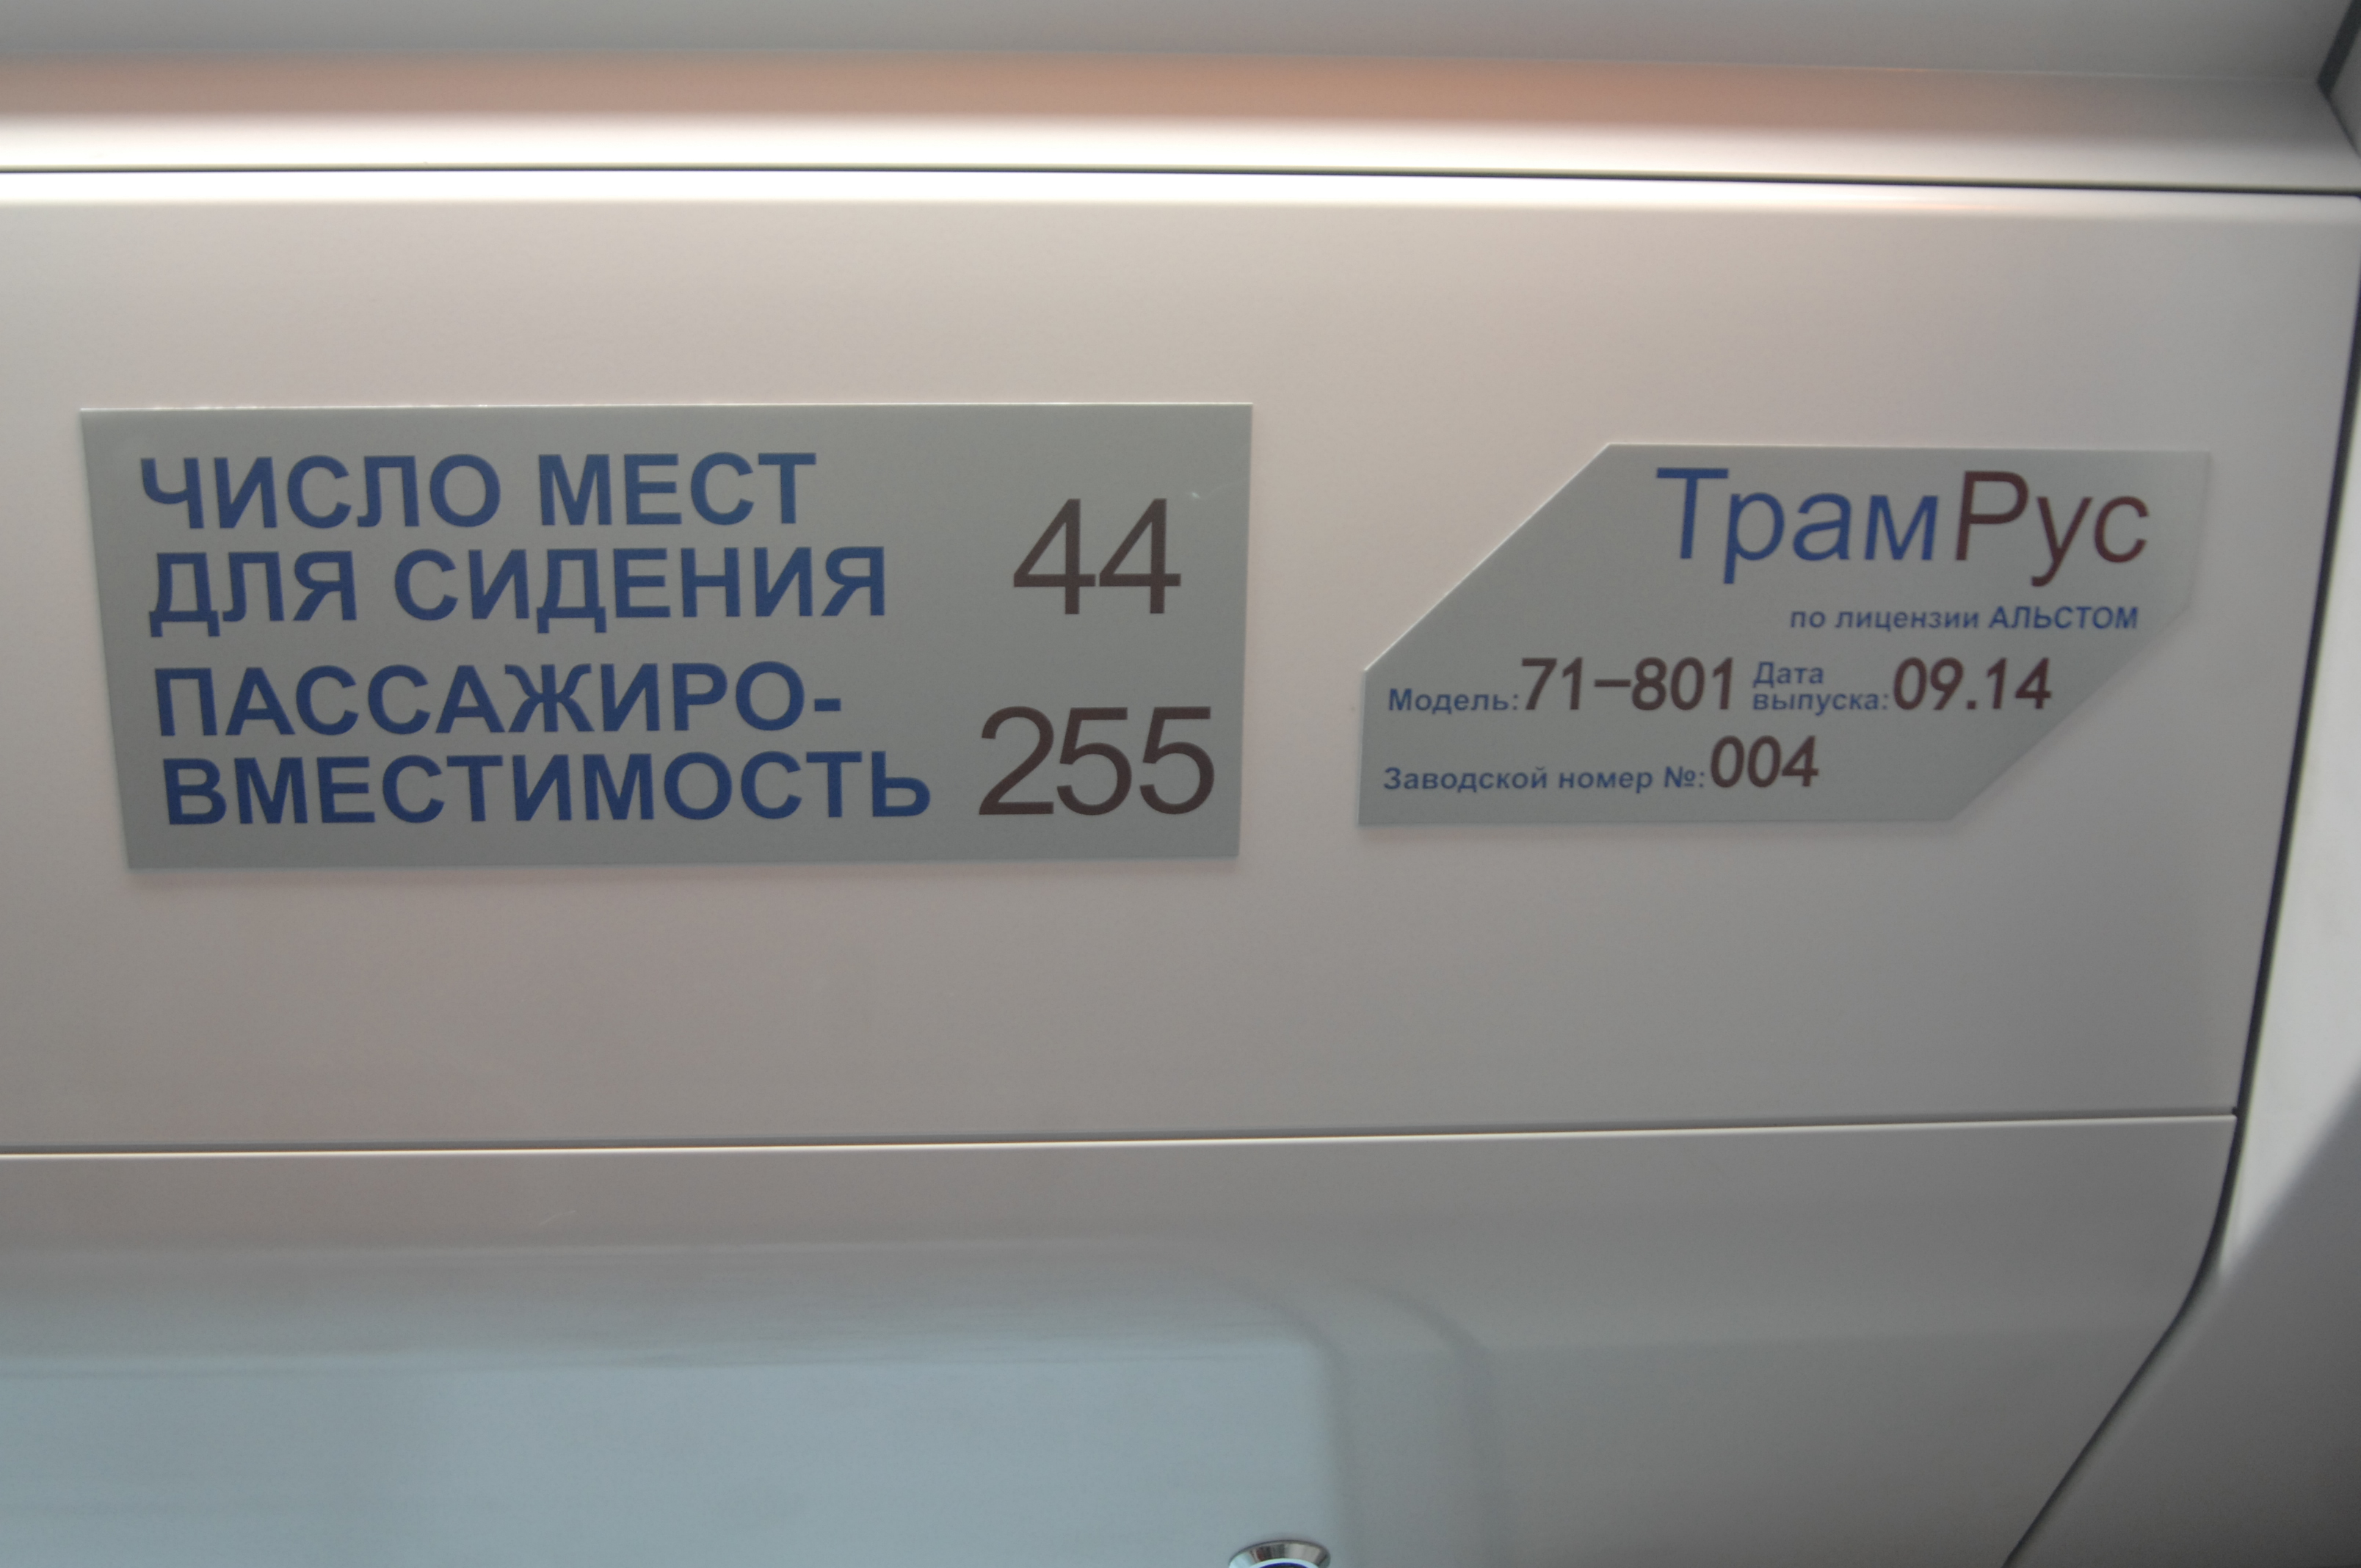 ЧИСЛО МЕСТ
ДЛЯ СИДЕНИЯ 44
ПАССАЖИРО-
ВМЕСТИМОСТЬ 255
ТрамРус
по лицензии АЛЬСТОМ
Модель: 71-801 Дата выпуска: 09.14
Заводской номер №: 004